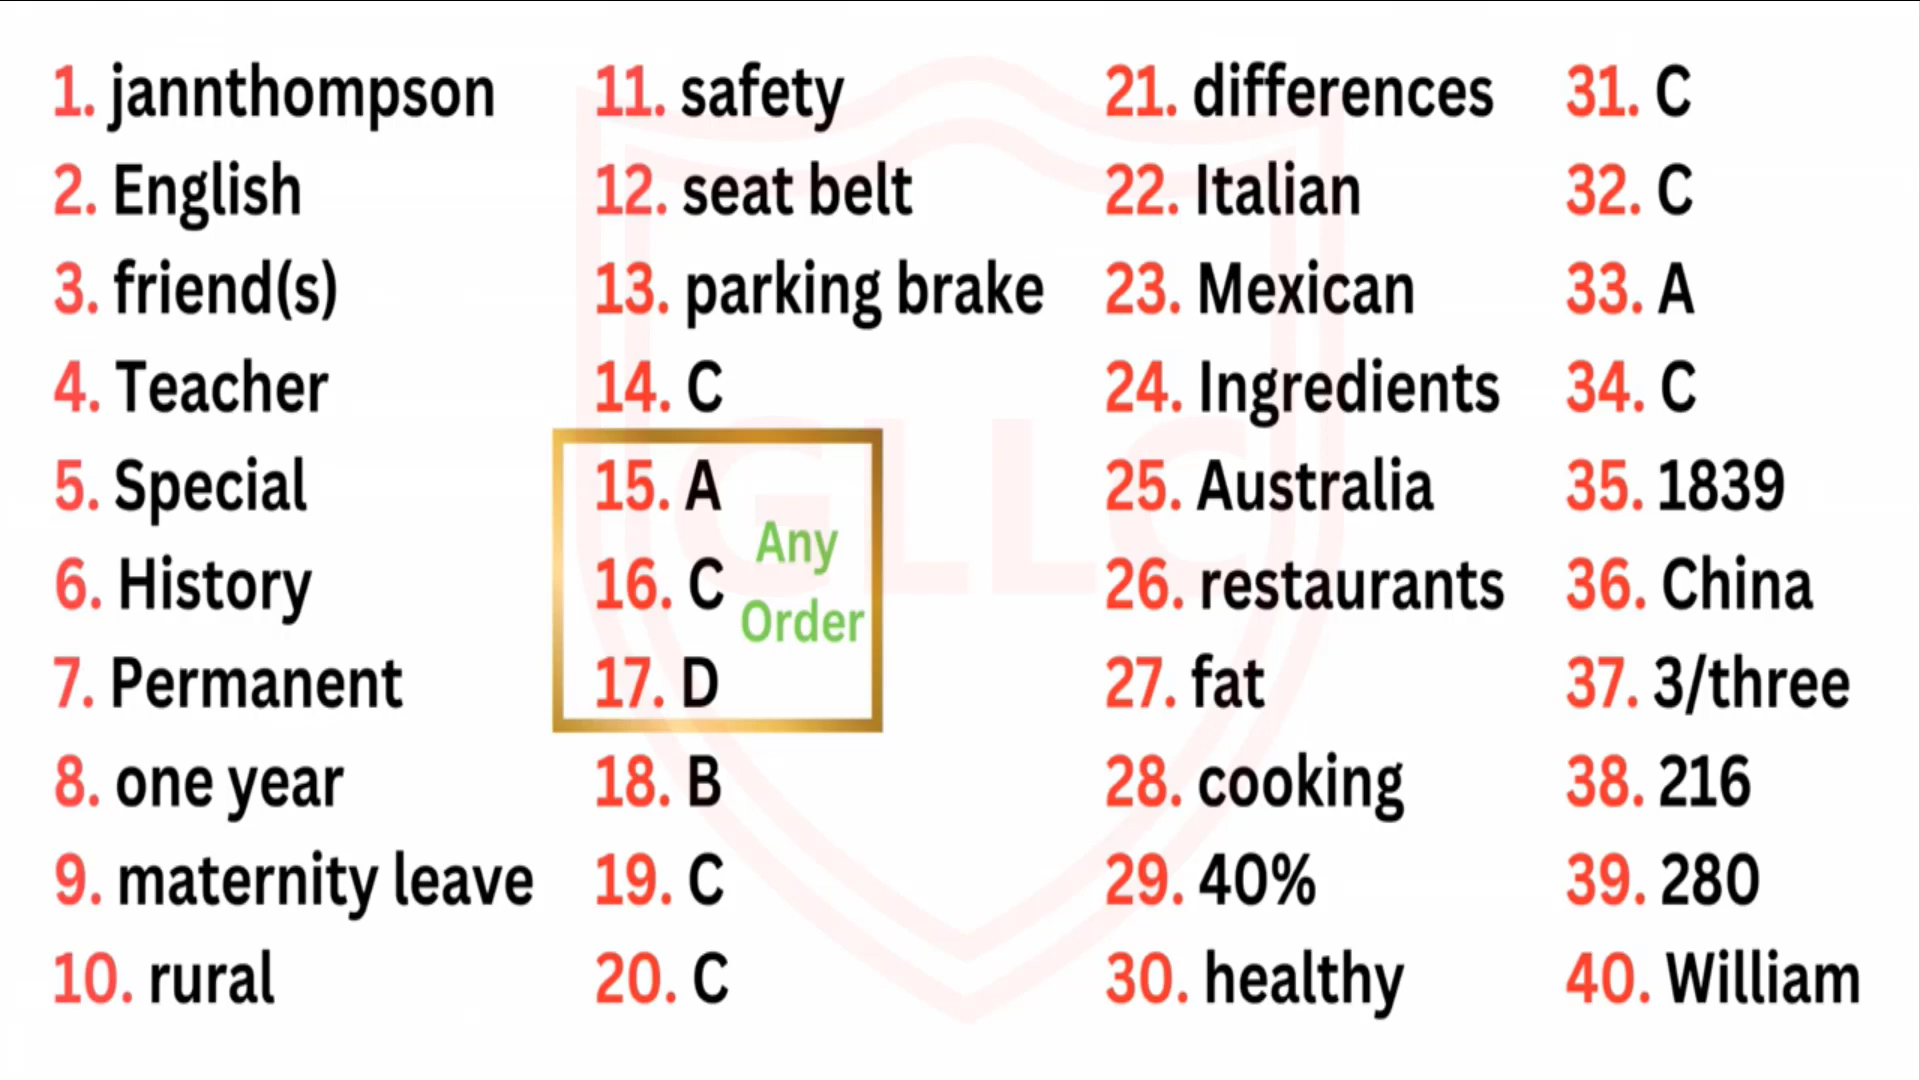 1. jannthompson
2. English
3. friend(s)
4. Teacher
5. Special
6. History
7. Permanent
8. one year
9. maternity leave
10. rural
11. safety
12. seat belt
13. parking brake
14. C
15. A
16. C
17. D
Any
Order
18. B
19. C
20. C
21. differences
22. Italian
23. Mexican
24. Ingredients
25. Australia
26. restaurants
27. fat
28. cooking
29. 40%
30. healthy
31. C
32. C
33. A
34. C
35. 1839
36. China
37. 3/three
38. 216
39. 280
40. William
GLLC